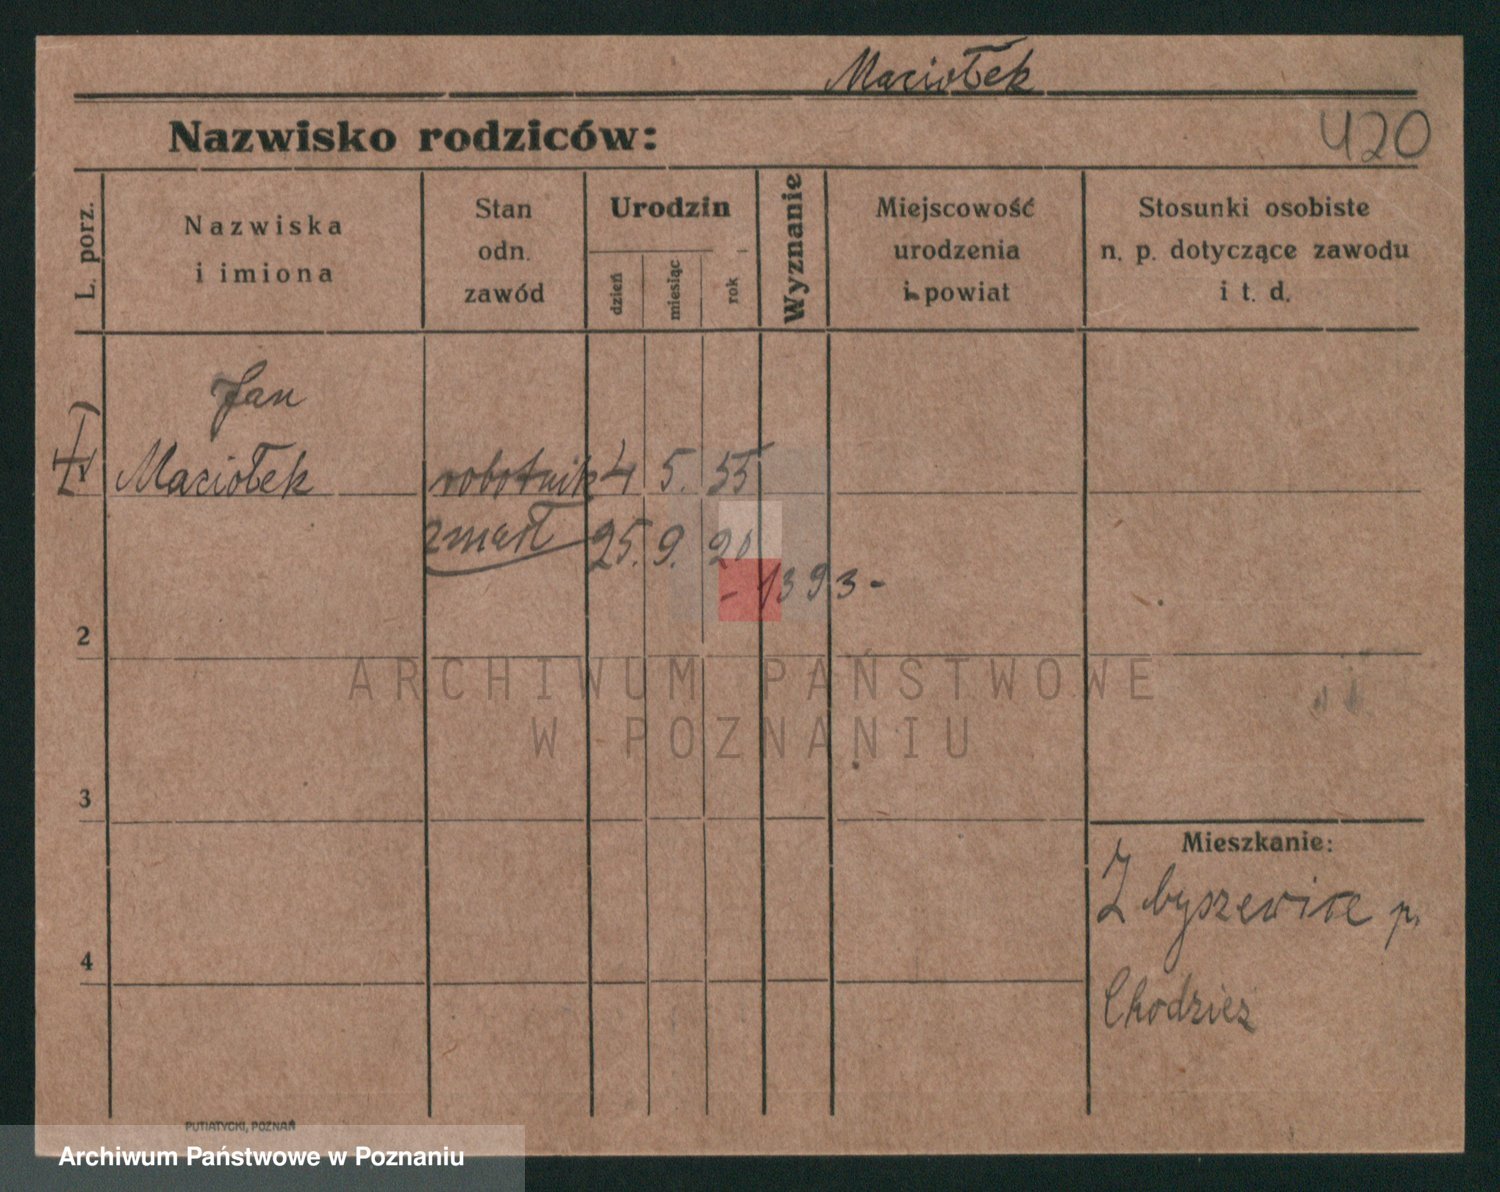 Maciołek
Nazwisko rodziców:
420
L. porz.
Nazwiska
i imiona
Stan
odn.
zawód
Urodzin
dzień
miesiąc
rok
Wyznanie
Miejscowość
urodzenia
i powiat
Stosunki osobiste
n. p. dotyczące zawodu
i t. d.
Jan
Maciołek robotnik 4 5. 55
zmarł 25. 9. 20
- 1393 -
2
3
4
Mieszkanie:
Zbyszewice p.
Chodzież
ARCHIWUM PAŃSTWOWE
W POZNANIU
PUTIATYCKI, POZNAŃ
Archiwum Państwowe w Poznaniu